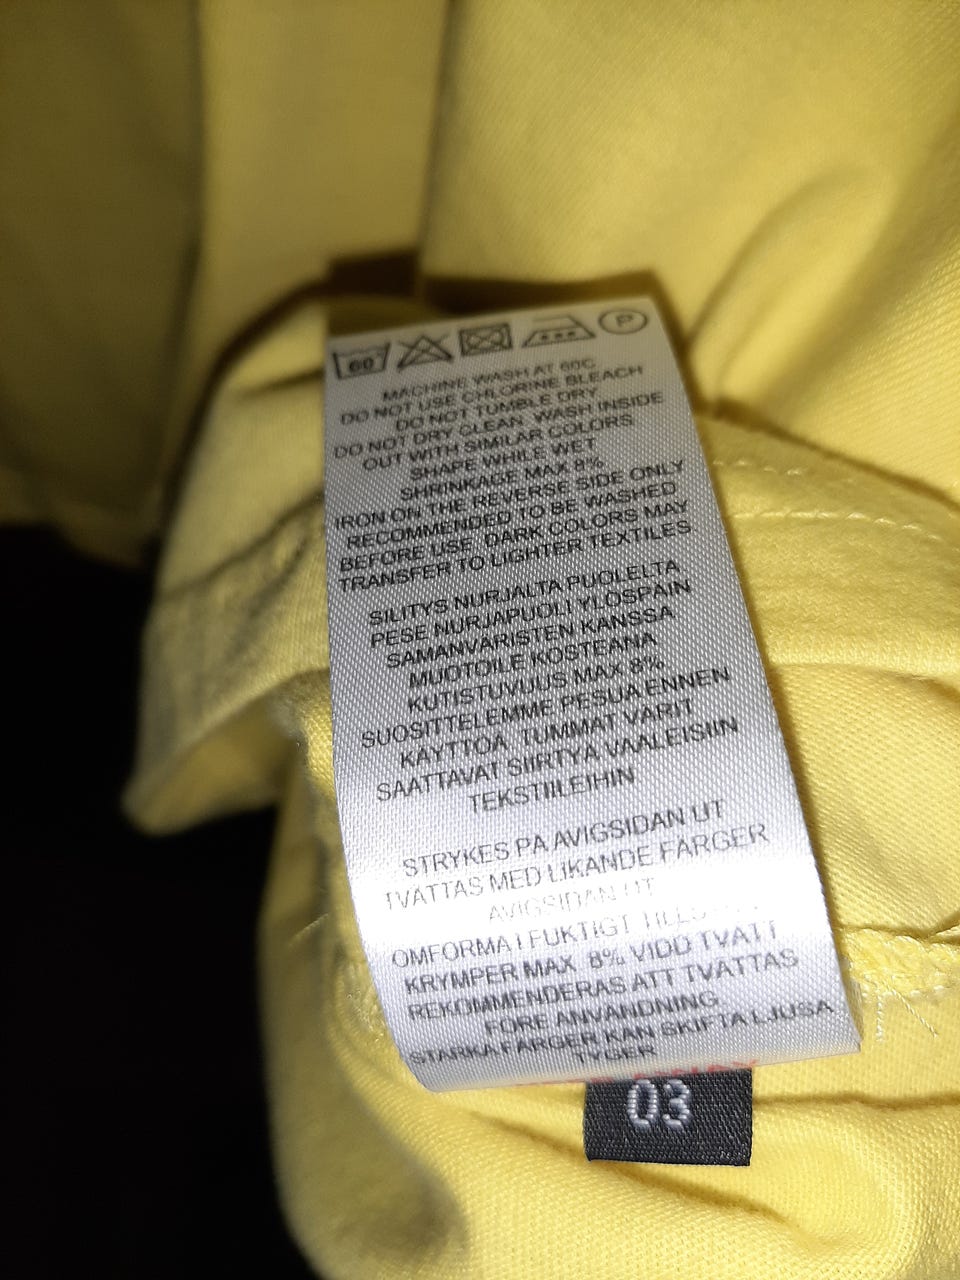 60 P
MACHINE WASH AT 60C
DO NOT USE CHLORINE BLEACH
DO NOT TUMBLE DRY
DO NOT DRY CLEAN, WASH INSIDE
OUT WITH SIMILAR COLORS
SHAPE WHILE WET
SHRINKAGE MAX 8%
IRON ON THE REVERSE SIDE ONLY
RECOMMENDED TO BE WASHED
BEFORE USE, DARK COLORS MAY
TRANSFER TO LIGHTER TEXTILES
SILITYS NURJALTA PUOLELTA
PESE NURJAPUOLI YLOSPAIN
SAMANVARISTEN KANSSA
MUOTOILE KOSTEANA
KUTISTUVUUS MAX 8%
SUOSITTELEMME PESUA ENNEN
KAYTTOA, TUMMAT VARIT
SAATTAVAT SIIRTYA VAALEISIIN
TEKSTIILEIHIN
STRYKES PA AVIGSIDAN UT
TVATTAS MED LIKANDE FARGER
AVIGSIDAN UT
OMFORMA I FUKTIGT
KRYMPER MAX 8% VIDD TVATT
REKOMMENDERAS ATT TVATTAS
FORE ANVANDNING
STARKA FARGER KAN SKIFTA LJUSA
TYGER
03